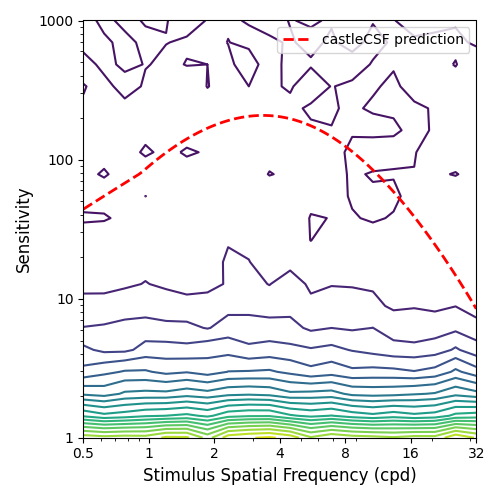 1000
castleCSF prediction
100
Sensitivity
10
1
0.5 1 2 4 8 16 32
Stimulus Spatial Frequency (cpd)